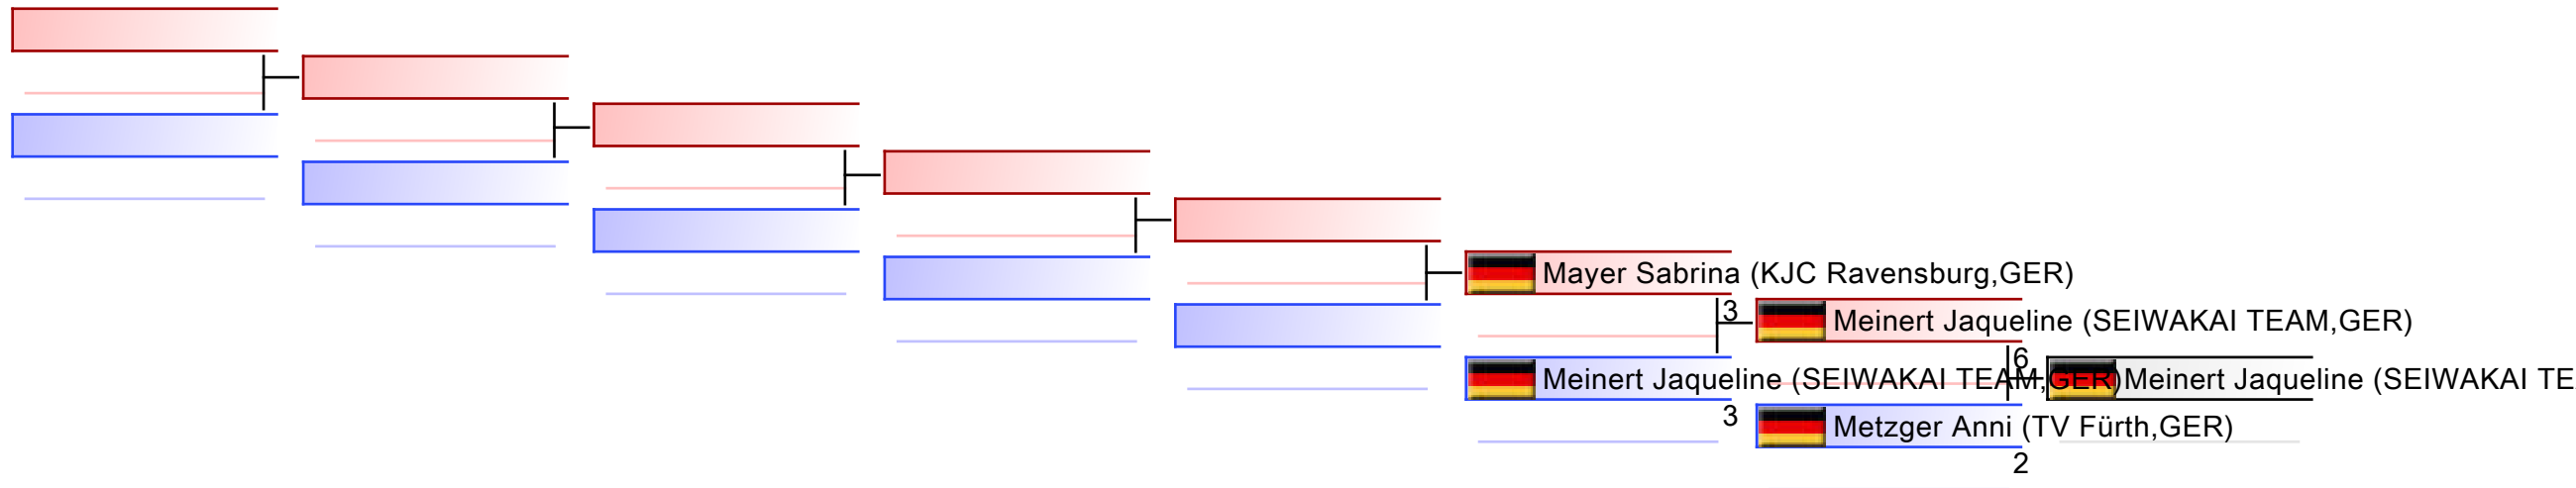 Mayer Sabrina (KJC Ravensburg,GER)
3
Meinert Jaqueline (SEIWAKAI TEAM,GER)
6
Meinert Jaqueline (SEIWAKAI TEAM,GER)
Meinert Jaqueline (SEIWAKAI TE
3
Metzger Anni (TV Fürth,GER)
2